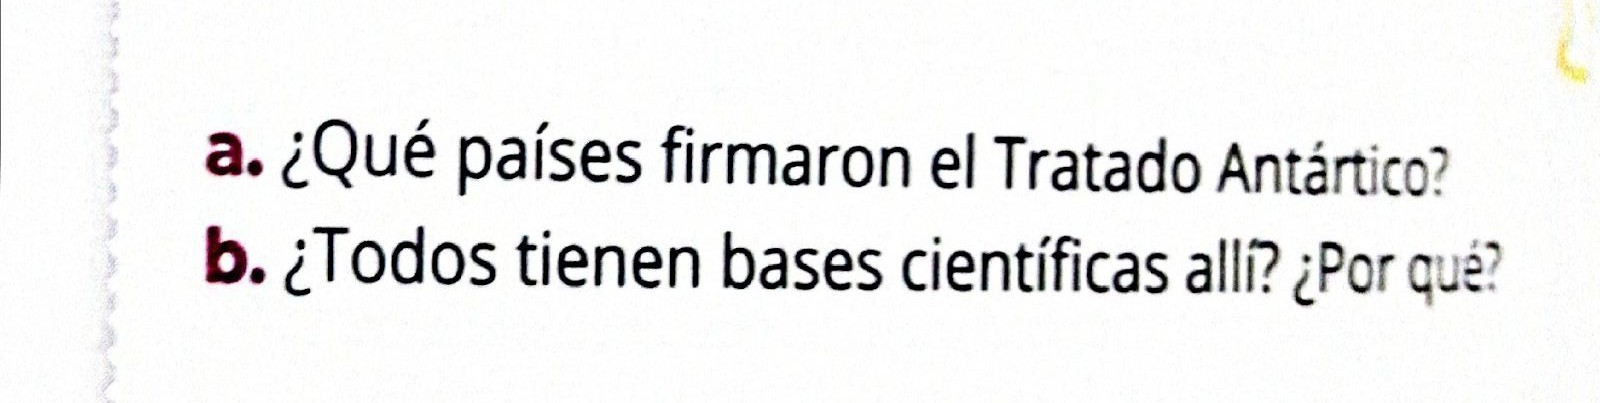 a. ¿Qué países firmaron el Tratado Antártico?
b. ¿Todos tienen bases científicas allí? ¿Por qué?